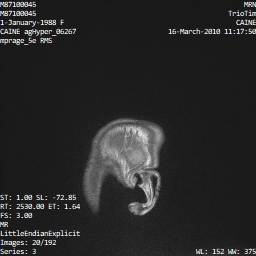 M87100045
M87100045
1-January-1988 F
CAINE agHyper_06267
mprage_5e RMS
MRN
TrioTim
CAINE
16-March-2010 11:17:50
ST: 1.00 SL: -72.85
RT: 2530.00 ET: 1.64
FS: 3.00
MR
LittleEndianExplicit
Images: 20/192
Series: 3
WL: 152 WW: 375